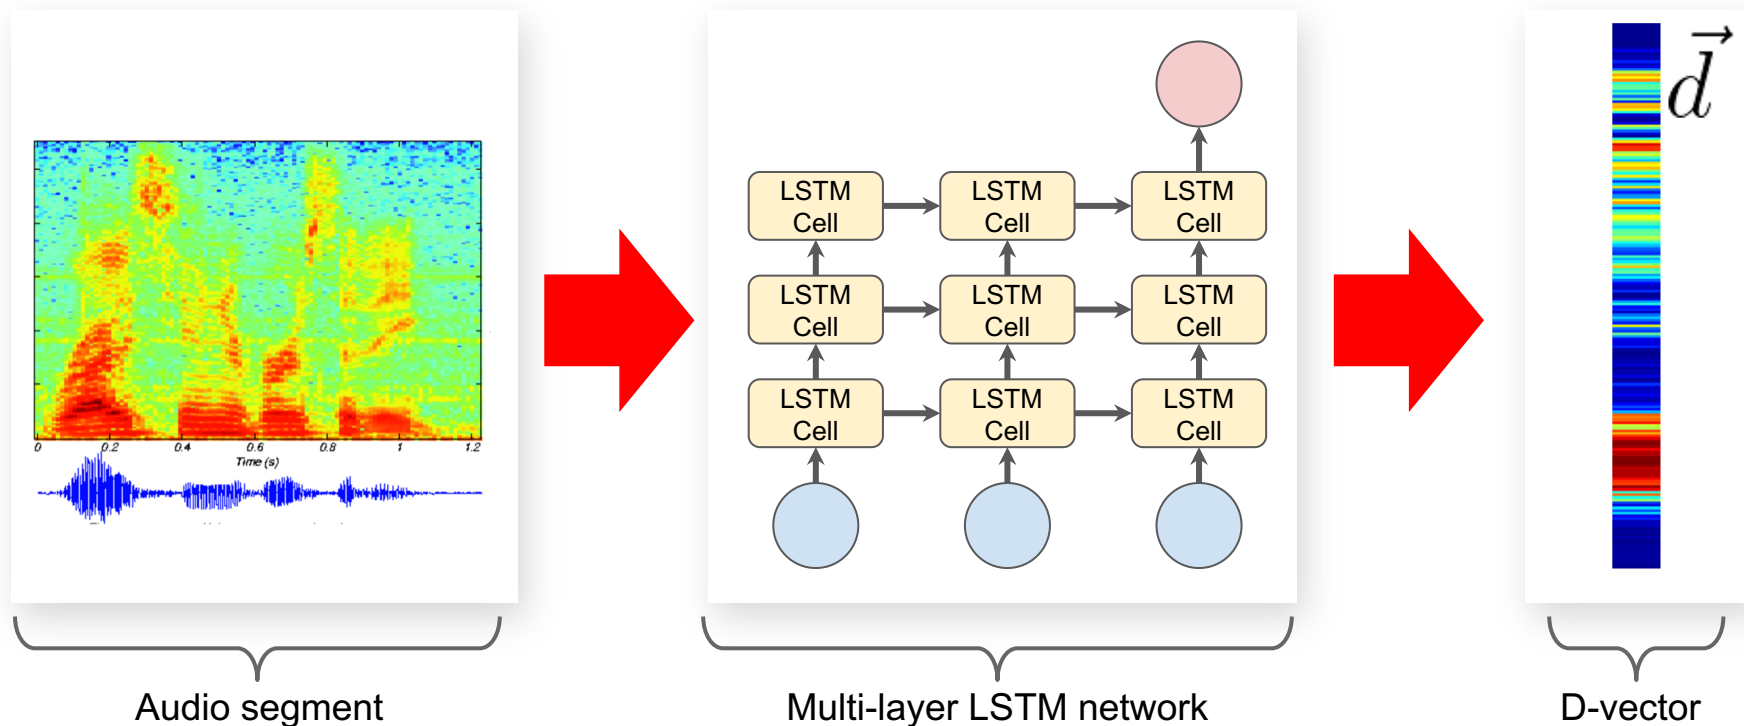 0 0.2 0.4 0.6 0.8 1 1.2
Time (s)
LSTM
Cell
LSTM
Cell
LSTM
Cell
LSTM
Cell
LSTM
Cell
LSTM
Cell
LSTM
Cell
LSTM
Cell
LSTM
Cell
d
Audio segment
Multi-layer LSTM network
D-vector